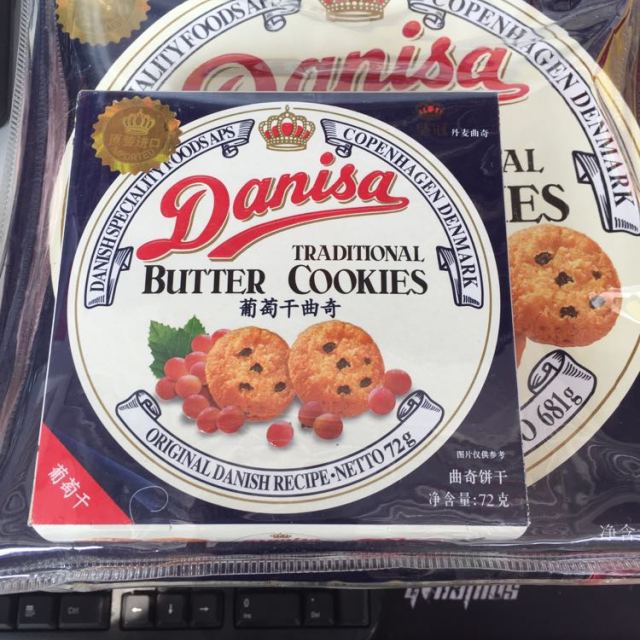 DANISH SPECIALITY FOODS APS
COPENHAGEN DENMARK
丹麦曲奇
Danisa
TRADITIONAL
BUTTER COOKIES
葡萄干曲奇
ORIGINAL DANISH RECIPE·NETTO 72g
葡萄干
图片仅供参考
曲奇饼干
净含量:72克
COPENHAGEN DENMARK
Danisa
681g